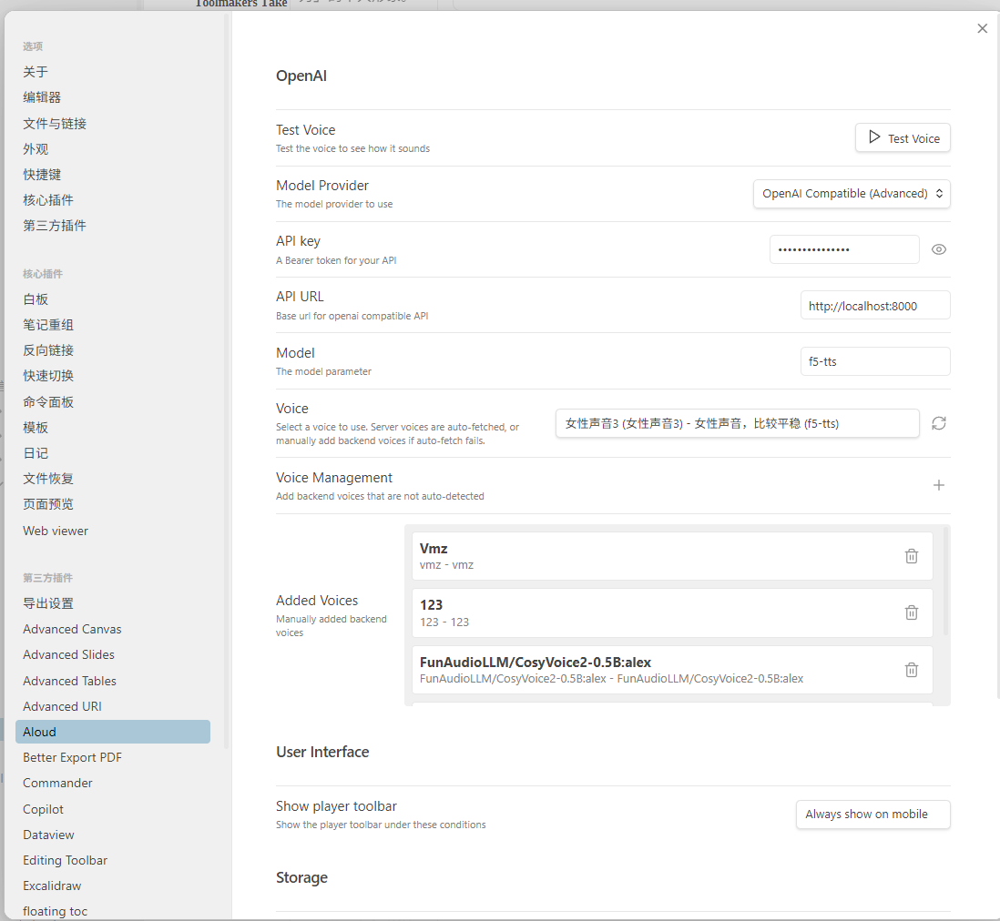 Toolmakers Take
选项
关于
编辑器
文件与链接
外观
快捷键
核心插件
第三方插件
核心插件
白板
笔记重组
反向链接
快速切换
命令面板
模板
日记
文件恢复
页面预览
Web viewer
第三方插件
导出设置
Advanced Canvas
Advanced Slides
Advanced Tables
Advanced URI
Aloud
Better Export PDF
Commander
Copilot
Dataview
Editing Toolbar
Excalidraw
floating toc
OpenAI
Test Voice
Test the voice to see how it sounds
Test Voice
Model Provider
The model provider to use
OpenAI Compatible (Advanced)
API key
A Bearer token for your API
•••••••••••••••
API URL
Base url for openai compatible API
http://localhost:8000
Model
The model parameter
f5-tts
Voice
Select a voice to use. Server voices are auto-fetched, or
manually add backend voices if auto-fetch fails.
女性声音3 (女性声音3) - 女性声音，比较平稳 (f5-tts)
Voice Management
Add backend voices that are not auto-detected
Added Voices
Manually added backend
voices
Vmz
vmz - vmz
123
123 - 123
FunAudioLLM/CosyVoice2-0.5B:alex
FunAudioLLM/CosyVoice2-0.5B:alex - FunAudioLLM/CosyVoice2-0.5B:alex
User Interface
Show player toolbar
Show the player toolbar under these conditions
Always show on mobile
Storage